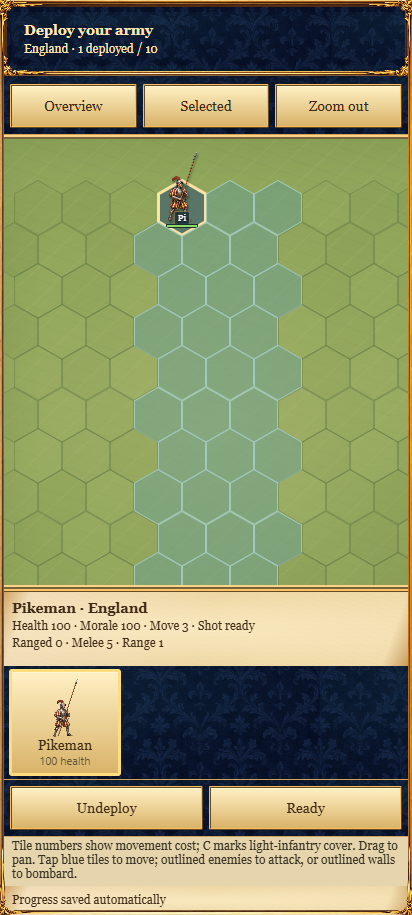 Deploy your army
England · 1 deployed / 10
Overview
Selected
Zoom out
Pi
Pikeman · England
Health 100 · Morale 100 · Move 3 · Shot ready
Ranged 0 · Melee 5 · Range 1
Pikeman
100 health
Undeploy
Ready
Tile numbers show movement cost; C marks light-infantry cover. Drag to
pan. Tap blue tiles to move; outlined enemies to attack, or outlined walls
to bombard.
Progress saved automatically